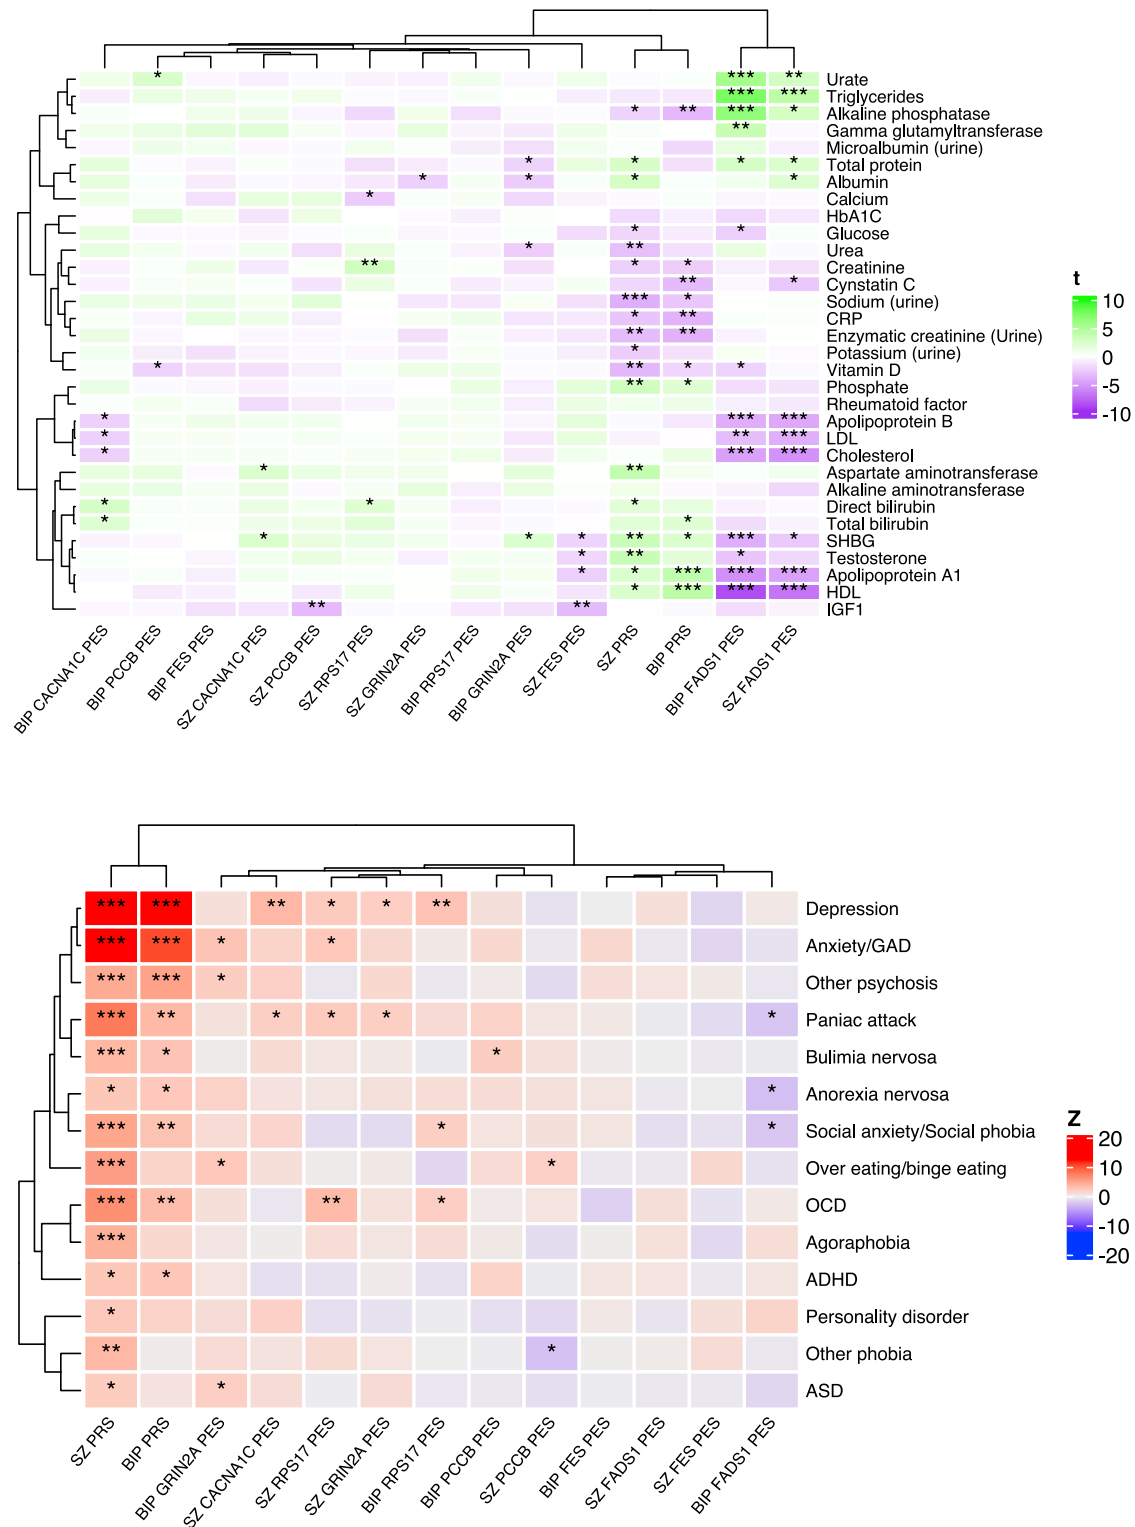 * *** ** Urate
*** *** Triglycerides
* ** *** * Alkaline phosphatase
** Gamma glutamyltransferase
Microalbumin (urine)
* * * * Total protein
* * * * Albumin
* Calcium
HbA1C
* * Glucose
* ** Urea
** * * Creatinine
** * Cynstatin C
*** * Sodium (urine)
* ** CRP
** ** Enzymatic creatinine (Urine)
* Potassium (urine)
* ** * * Vitamin D
** * Phosphate
Rheumatoid factor
* *** *** Apolipoprotein B
* ** *** LDL
* *** *** Cholesterol
* ** Aspartate aminotransferase
Alkaline aminotransferase
* * * Direct bilirubin
* * Total bilirubin
* * * ** * *** * SHBG
* ** * Testosterone
* * *** *** *** Apolipoprotein A1
* *** *** *** HDL
** ** IGF1
t
10
5
0
-5
-10
BIP CACNA1C PES
BIP PCCB PES
BIP FES PES
SZ CACNA1C PES
SZ PCCB PES
SZ RPS17 PES
SZ GRIN2A PES
BIP RPS17 PES
BIP GRIN2A PES
SZ FES PES
SZ PRS
BIP PRS
BIP FADS1 PES
SZ FADS1 PES
*** *** ** * * ** Depression
*** *** * * Anxiety/GAD
*** *** * Other psychosis
*** ** * * * * Paniac attack
*** * * Bulimia nervosa
* * * Anorexia nervosa
*** ** * * Social anxiety/Social phobia
*** * * Over eating/binge eating
*** ** ** * OCD
*** Agoraphobia
* * ADHD
* Personality disorder
** * Other phobia
* * ASD
Z
20
10
0
-10
-20
SZ PRS
BIP PRS
BIP GRIN2A PES
SZ CACNA1C PES
SZ RPS17 PES
SZ GRIN2A PES
BIP RPS17 PES
BIP PCCB PES
SZ PCCB PES
BIP FES PES
SZ FADS1 PES
SZ FES PES
BIP FADS1 PES